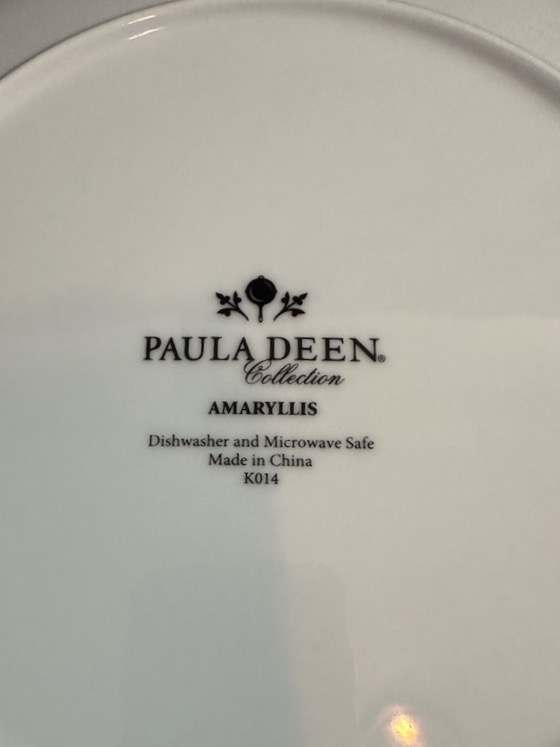 PAULA DEEN®
Collection
AMARYLLIS
Dishwasher and Microwave Safe
Made in China
K014